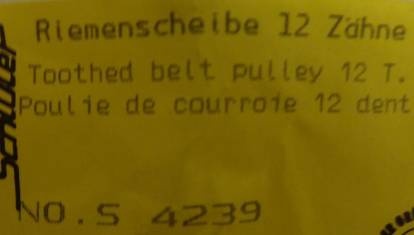 Riemenscheibe 12 Zähne
Toothed belt pulley 12 T.
Poulie de courroie 12 dent
NO.S 4239